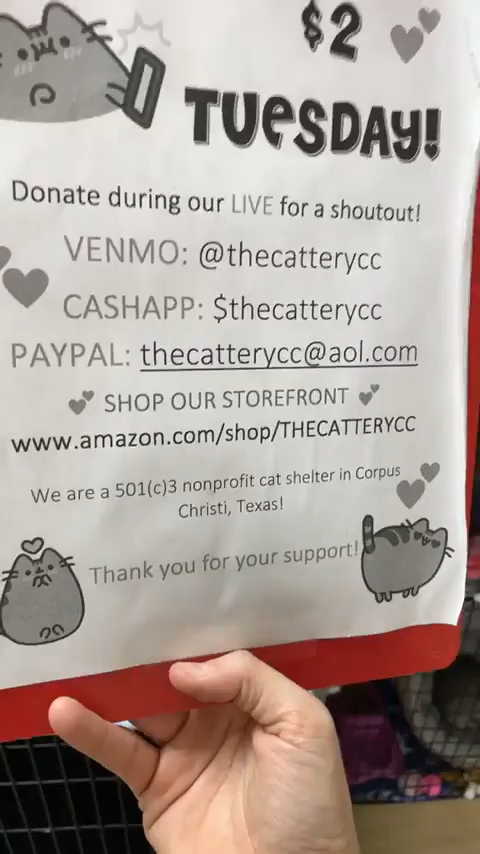 $2
TUESDAY!
Donate during our LIVE for a shoutout!
VENMO: @thecatterycc
CASHAPP: $thecatterycc
PAYPAL: thecatterycc@aol.com
SHOP OUR STOREFRONT
www.amazon.com/shop/THECATTERYCC
We are a 501(c)3 nonprofit cat shelter in Corpus
Christi, Texas!
Thank you for your support!